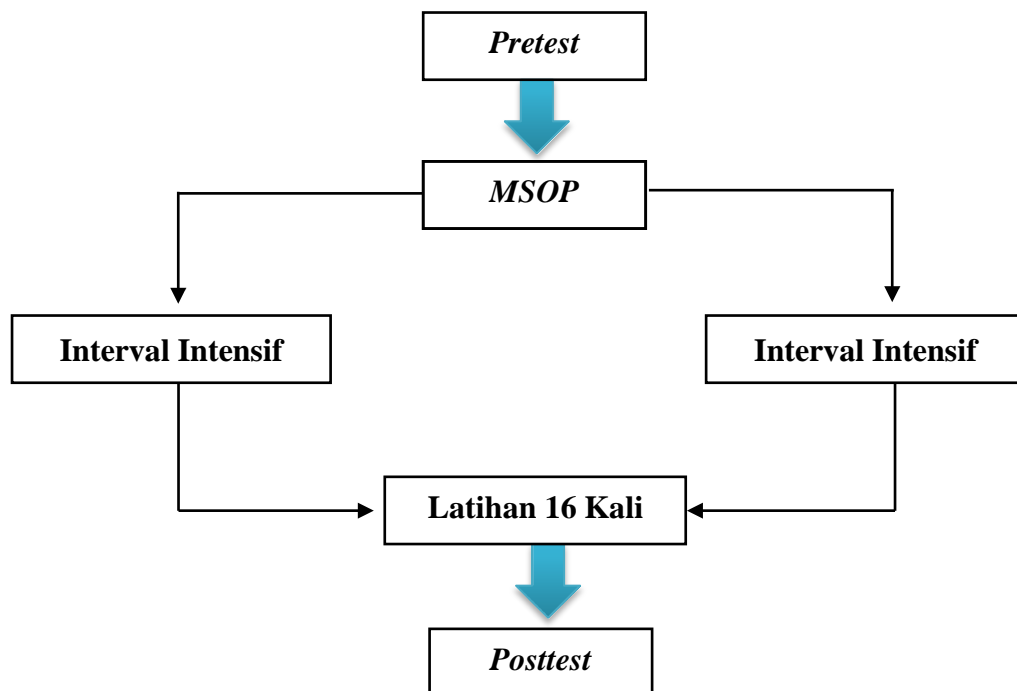 Pretest
MSOP
Interval Intensif
Interval Intensif
Latihan 16 Kali
Posttest